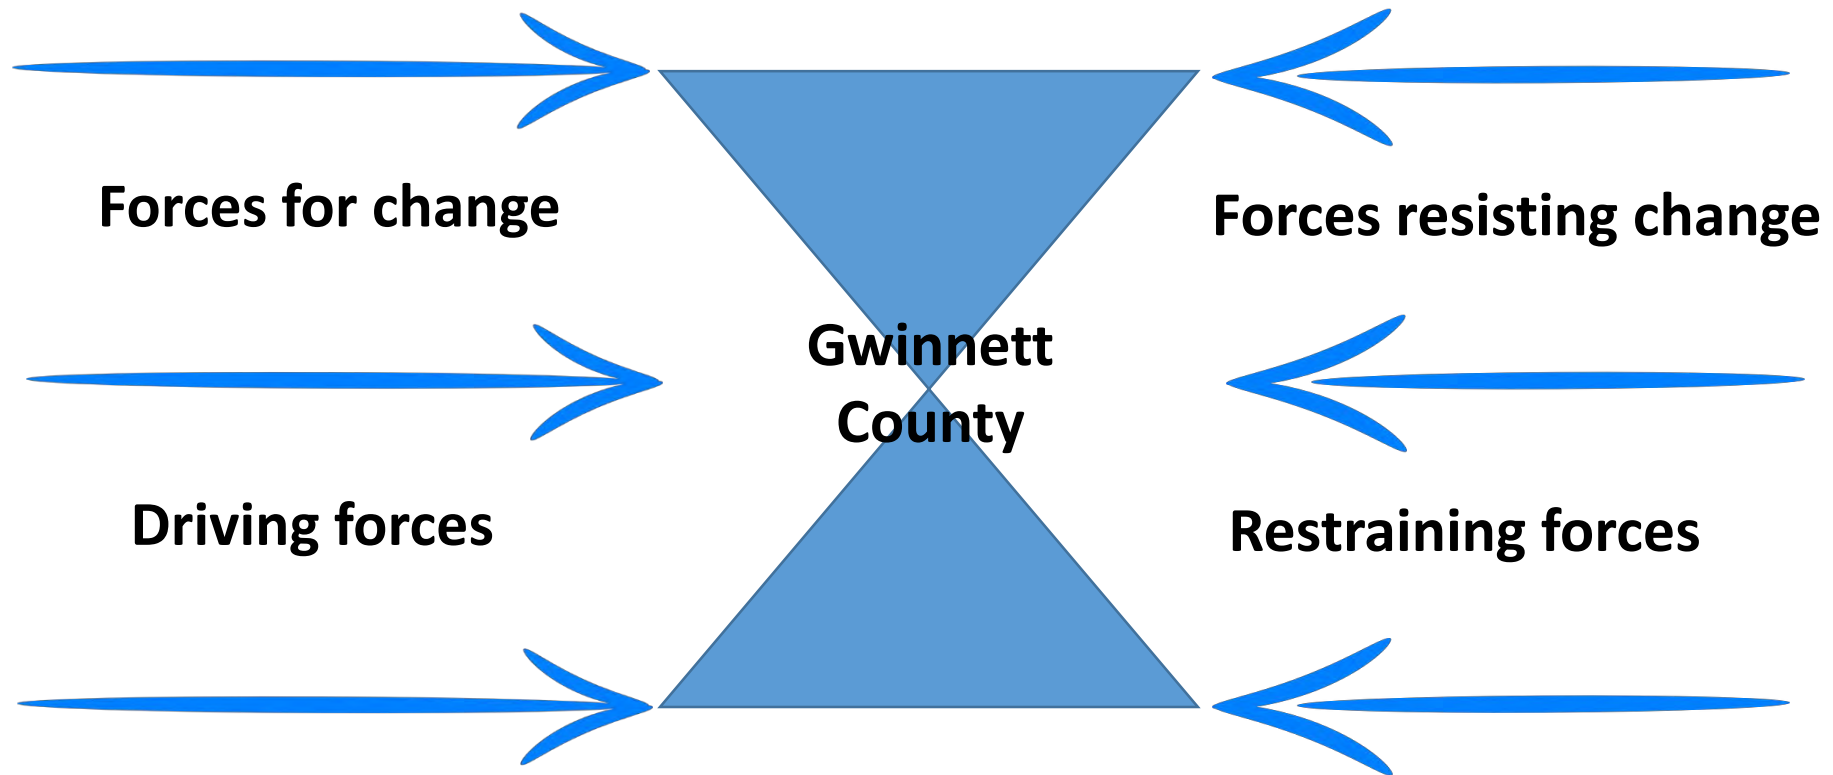 Forces for change
Forces resisting change
Gwinnett
County
Driving forces
Restraining forces